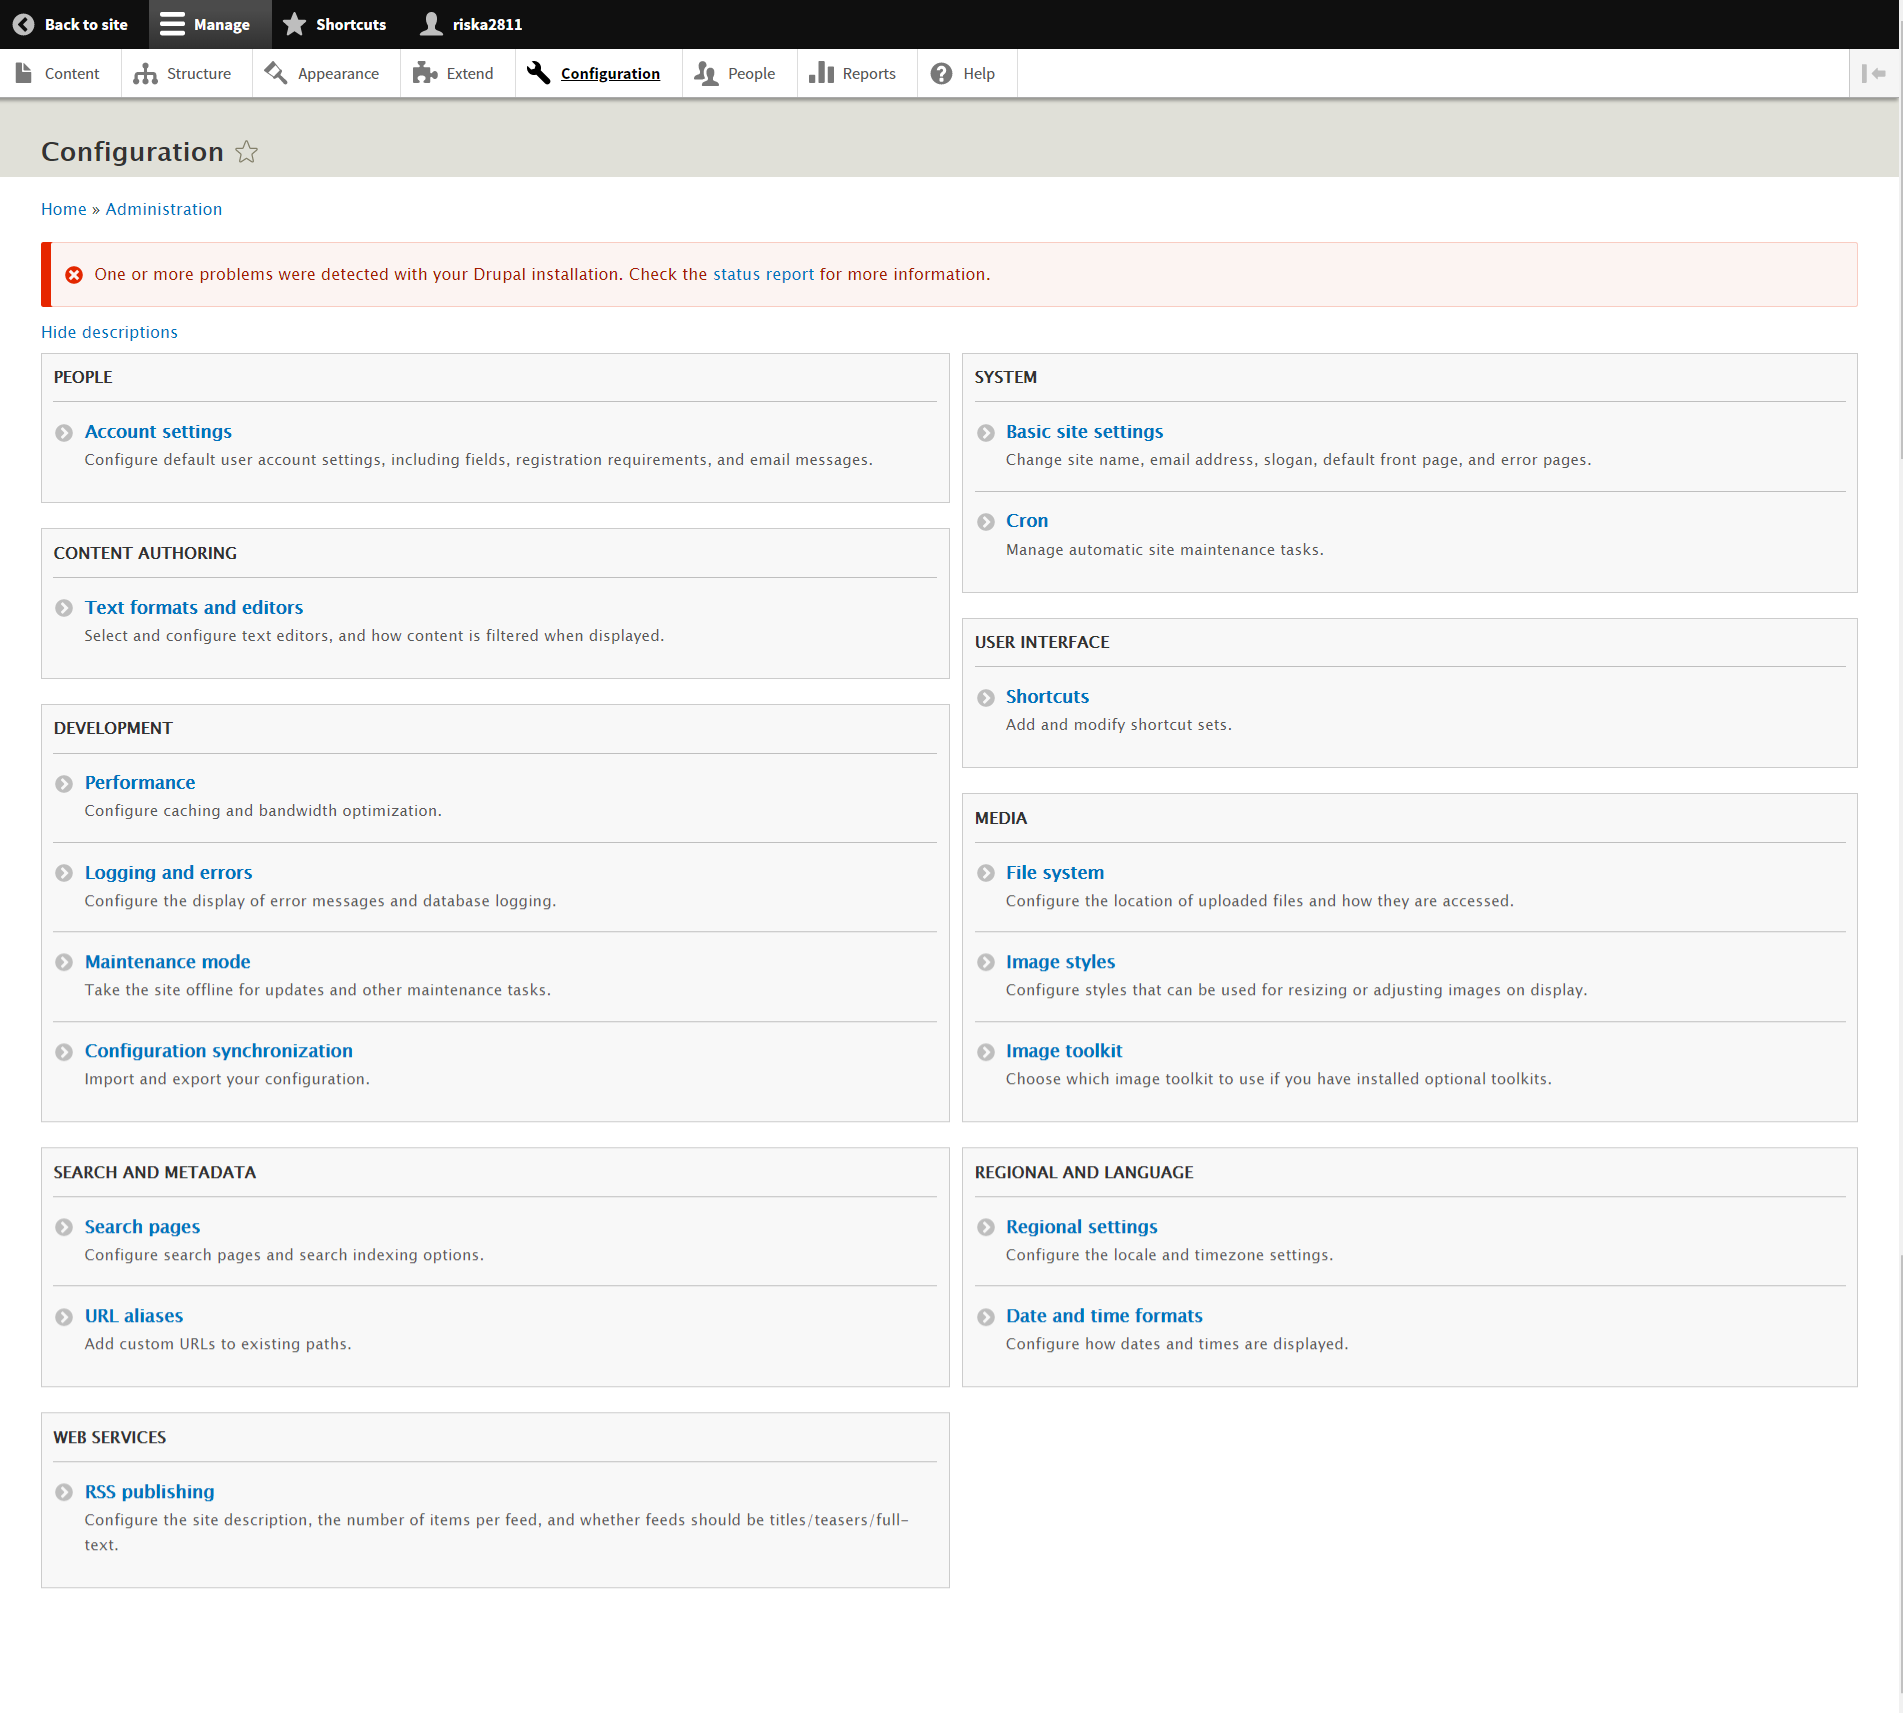 Back to site
Manage
Shortcuts
riska2811
Content
Structure
Appearance
Extend
Configuration
People
Reports
Help
Configuration
Home » Administration
One or more problems were detected with your Drupal installation. Check the status report for more information.
Hide descriptions
PEOPLE
Account settings
Configure default user account settings, including fields, registration requirements, and email messages.
CONTENT AUTHORING
Text formats and editors
Select and configure text editors, and how content is filtered when displayed.
DEVELOPMENT
Performance
Configure caching and bandwidth optimization.
Logging and errors
Configure the display of error messages and database logging.
Maintenance mode
Take the site offline for updates and other maintenance tasks.
Configuration synchronization
Import and export your configuration.
SEARCH AND METADATA
Search pages
Configure search pages and search indexing options.
URL aliases
Add custom URLs to existing paths.
WEB SERVICES
RSS publishing
Configure the site description, the number of items per feed, and whether feeds should be titles/teasers/full-
text.
SYSTEM
Basic site settings
Change site name, email address, slogan, default front page, and error pages.
Cron
Manage automatic site maintenance tasks.
USER INTERFACE
Shortcuts
Add and modify shortcut sets.
MEDIA
File system
Configure the location of uploaded files and how they are accessed.
Image styles
Configure styles that can be used for resizing or adjusting images on display.
Image toolkit
Choose which image toolkit to use if you have installed optional toolkits.
REGIONAL AND LANGUAGE
Regional settings
Configure the locale and timezone settings.
Date and time formats
Configure how dates and times are displayed.